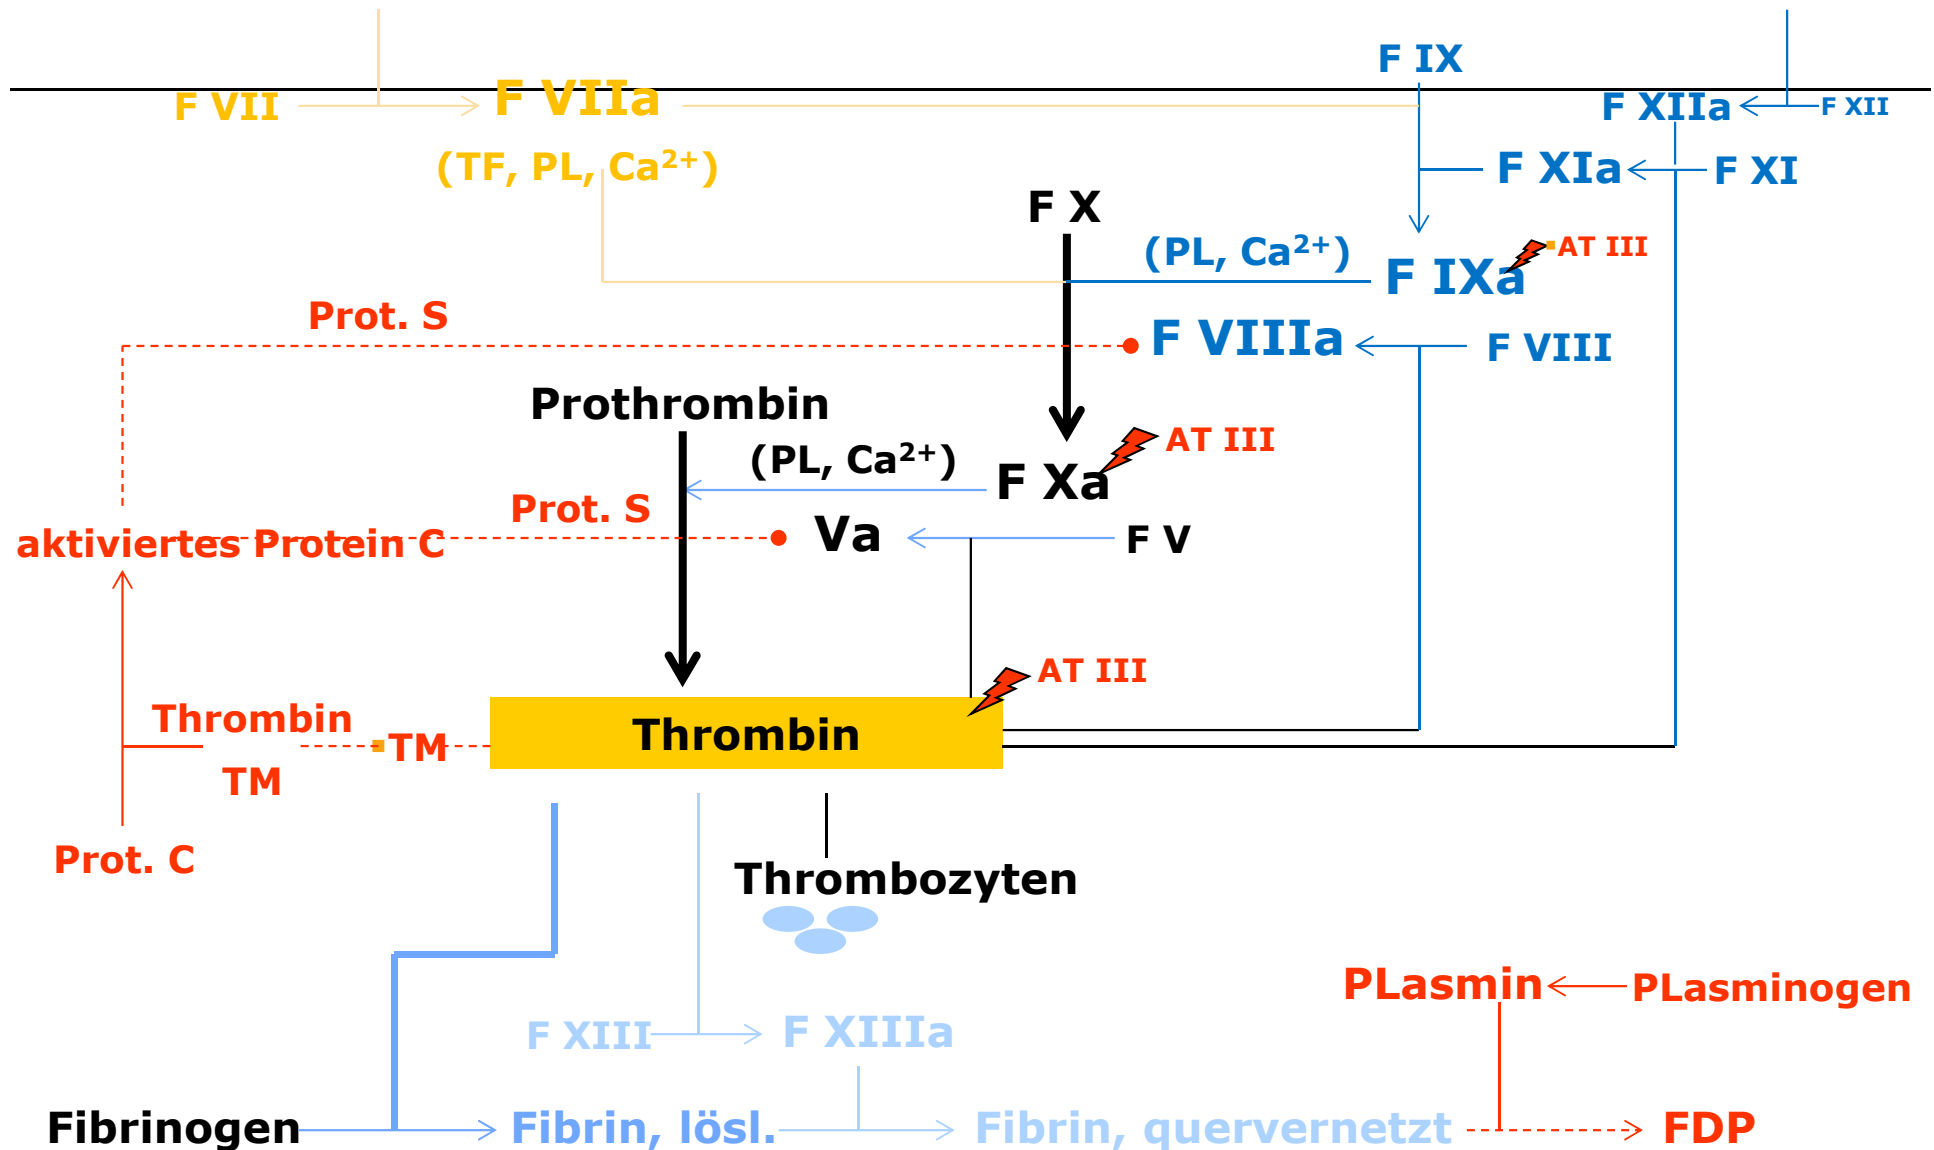 F IX
F VII
F VIIa
F XIIa
F XII
(TF, PL, Ca²⁺)
F XIa
F XI
F X
(PL, Ca²⁺)
AT III
F IXa
Prot. S
F VIIIa
F VIII
Prothrombin
AT III
(PL, Ca²⁺)
F Xa
Prot. S
Va
F V
aktiviertes Protein C
AT III
Thrombin
TM
Thrombin
TM
Prot. C
Thrombozyten
PLasmin
PLasminogen
F XIII
F XIIIa
Fibrinogen
Fibrin, lösl.
Fibrin, quervernetzt
FDP